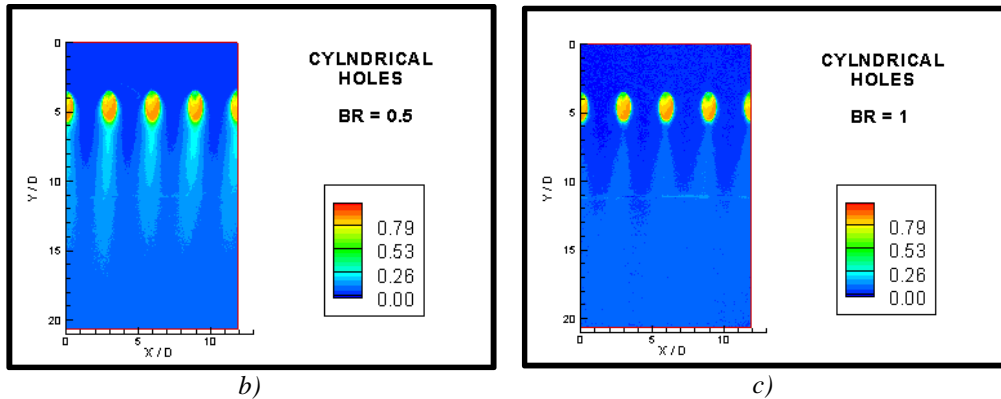 0
5
10
15
20
Y / D
0
5
10
X / D
CYLNDRICAL
HOLES
BR = 0.5
0.79
0.53
0.26
0.00
b)
0
5
10
15
20
Y / D
0
5
10
X / D
CYLNDRICAL
HOLES
BR = 1
0.79
0.53
0.26
0.00
c)